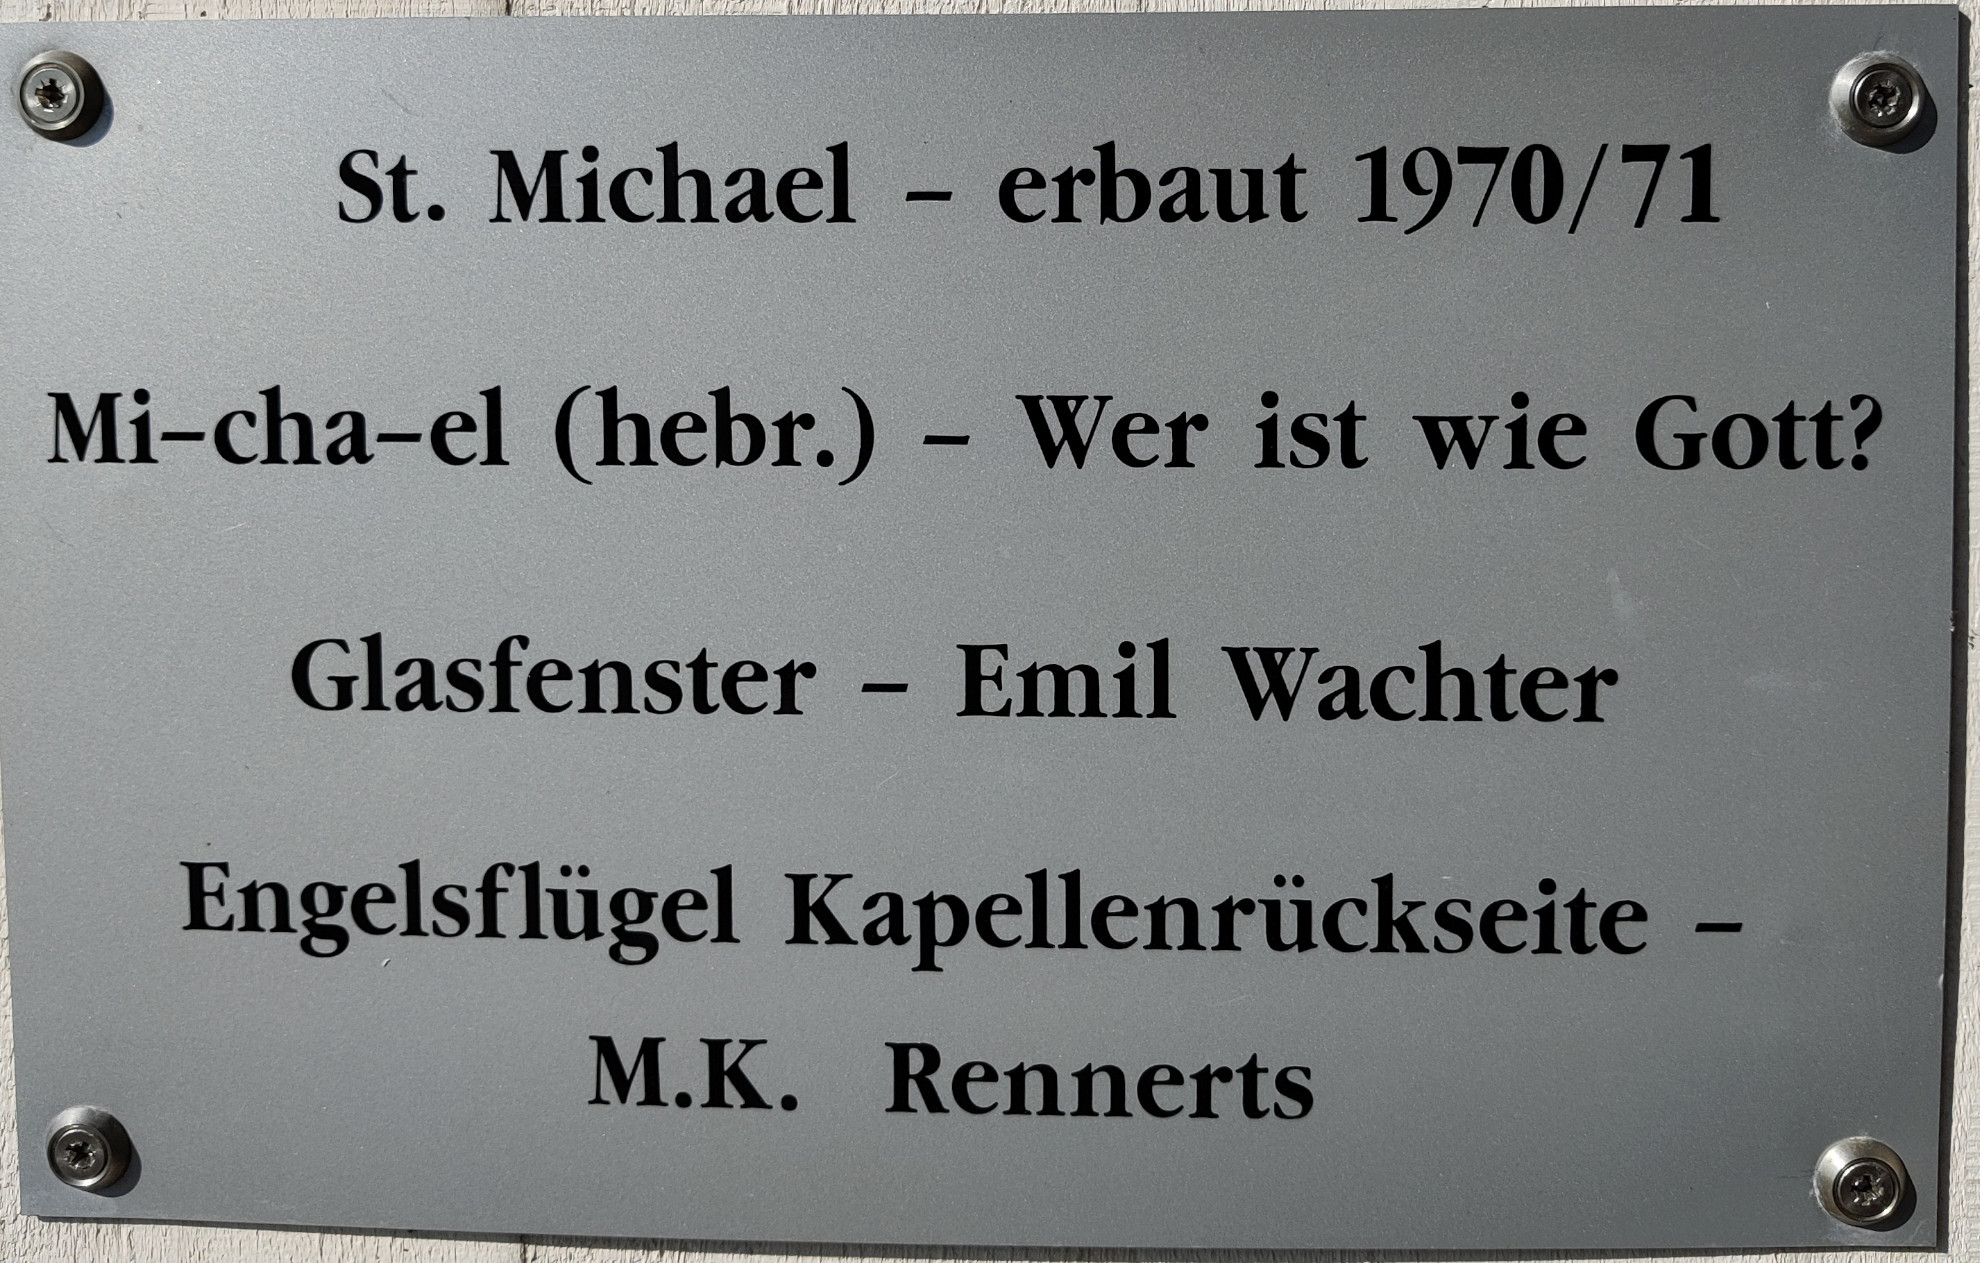 St. Michael – erbaut 1970/71
Mi–cha–el (hebr.) – Wer ist wie Gott?
Glasfenster – Emil Wachter
Engelsflügel Kapellenrückseite –
M.K. Rennerts